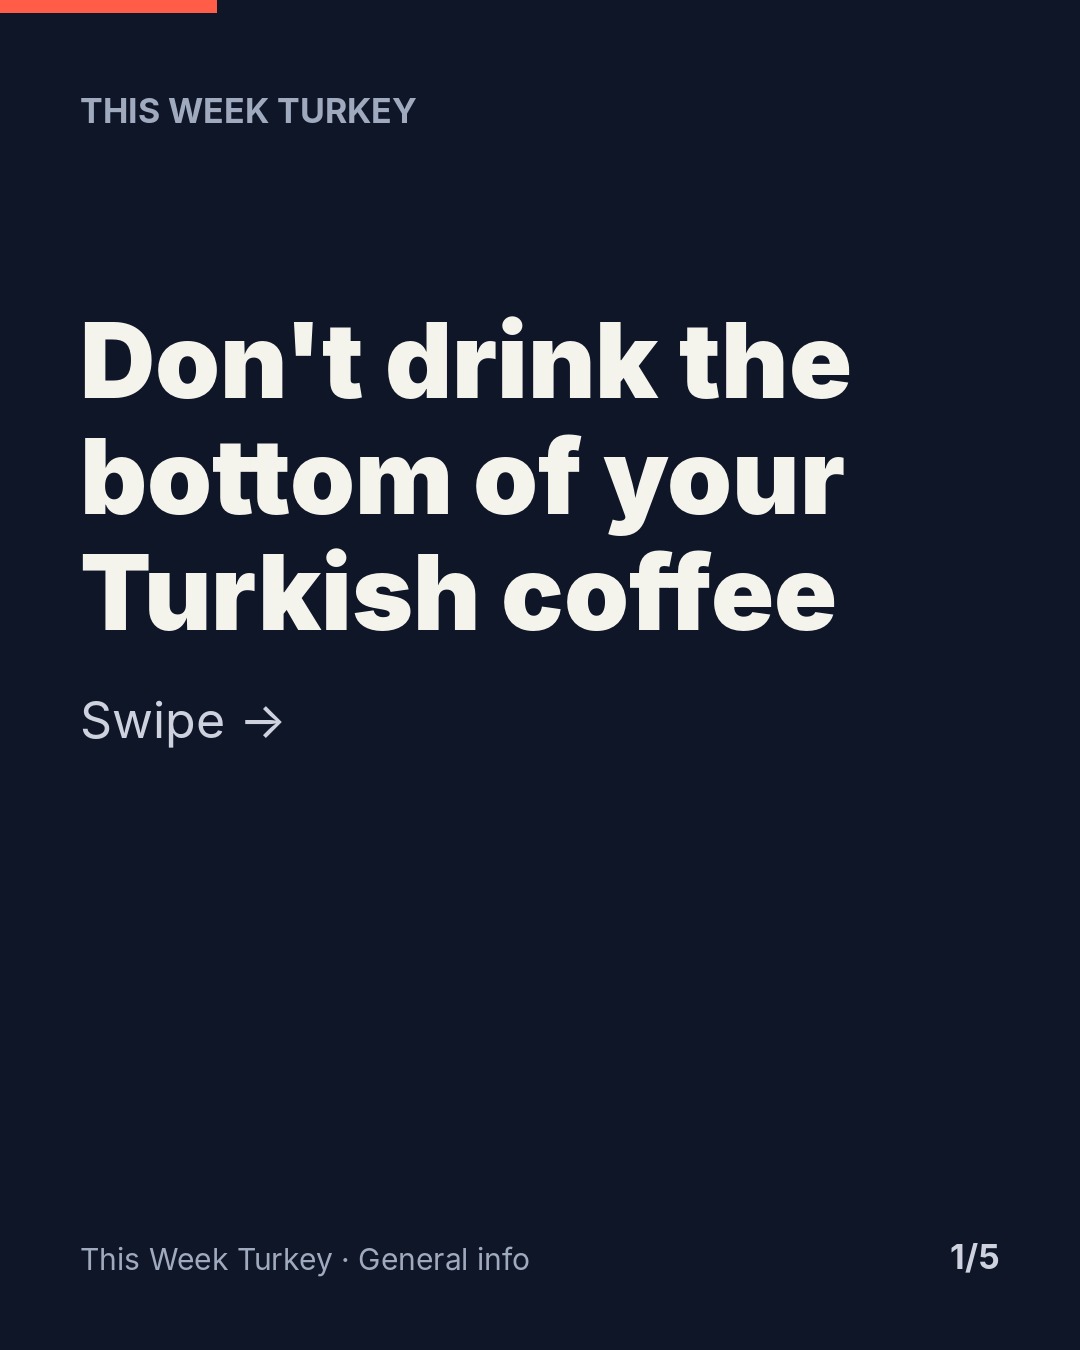 THIS WEEK TURKEY
Don't drink the
bottom of your
Turkish coffee
Swipe →
This Week Turkey · General info
1/5